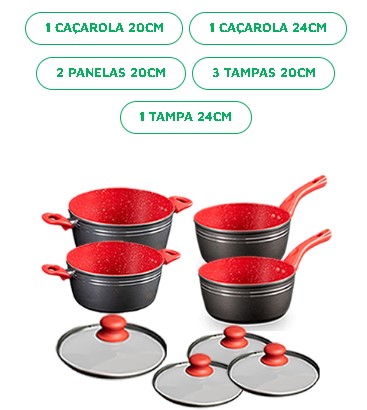 1 CAÇAROLA 20CM
1 CAÇAROLA 24CM
2 PANELAS 20CM
3 TAMPAS 20CM
1 TAMPA 24CM